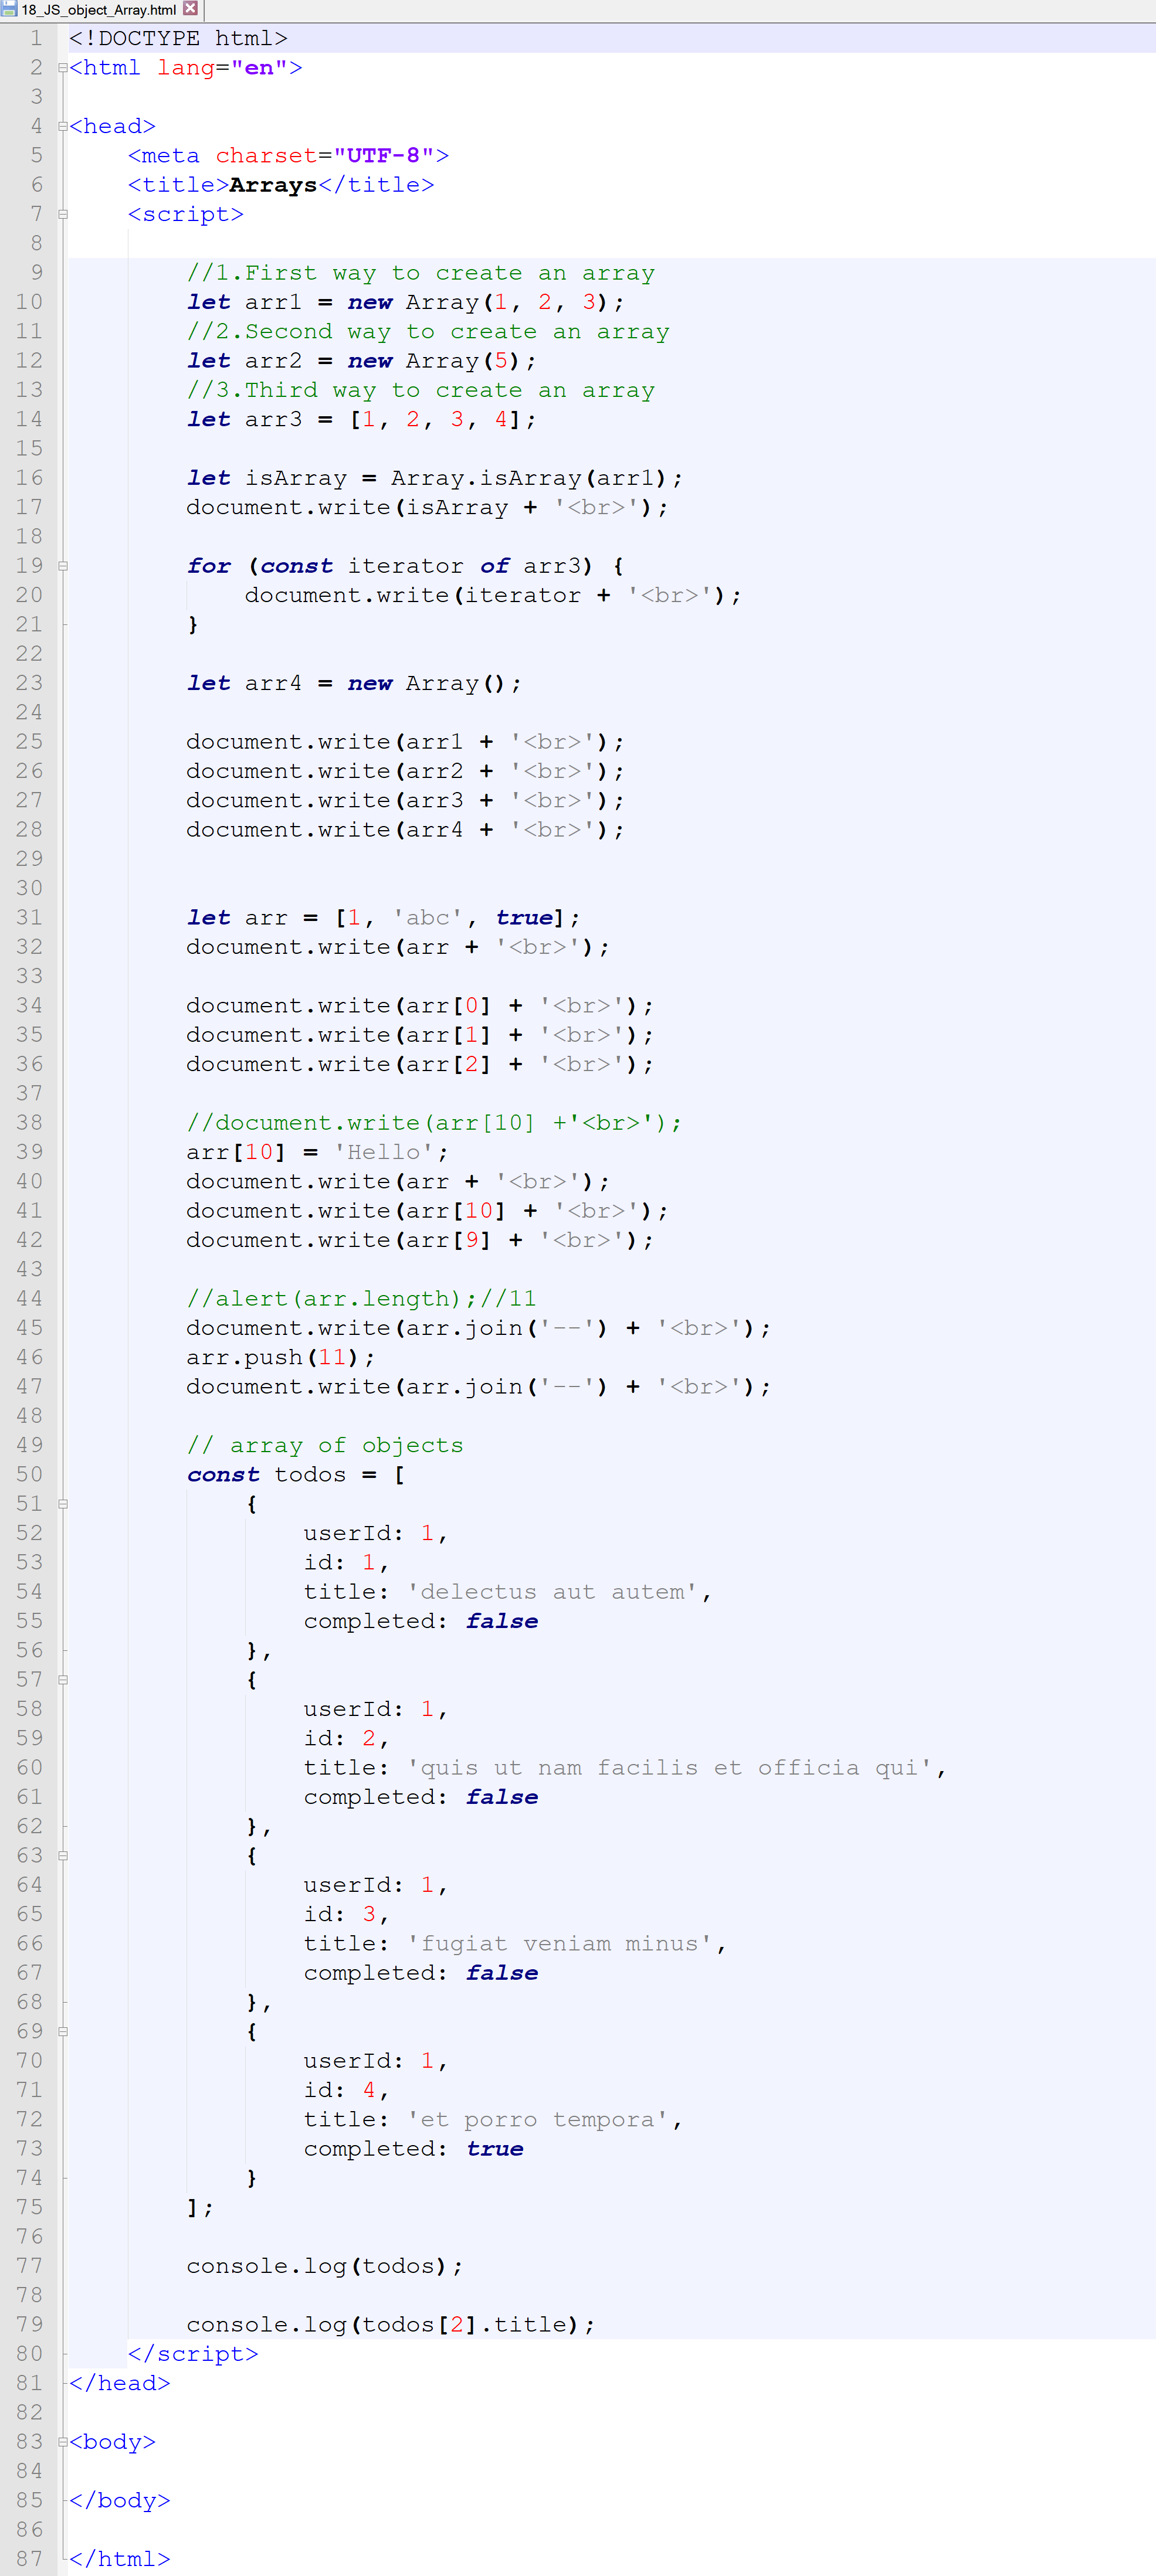 18_JS_object_Array.html
1 <!DOCTYPE html>
2 <html lang="en">
3
4 <head>
5     <meta charset="UTF-8">
6     <title>Arrays</title>
7     <script>
8
9         //1.First way to create an array
10         let arr1 = new Array(1, 2, 3);
11         //2.Second way to create an array
12         let arr2 = new Array(5);
13         //3.Third way to create an array
14         let arr3 = [1, 2, 3, 4];
15
16         let isArray = Array.isArray(arr1);
17         document.write(isArray + '<br>');
18
19         for (const iterator of arr3) {
20             document.write(iterator + '<br>');
21         }
22
23         let arr4 = new Array();
24
25         document.write(arr1 + '<br>');
26         document.write(arr2 + '<br>');
27         document.write(arr3 + '<br>');
28         document.write(arr4 + '<br>');
29
30
31         let arr = [1, 'abc', true];
32         document.write(arr + '<br>');
33
34         document.write(arr[0] + '<br>');
35         document.write(arr[1] + '<br>');
36         document.write(arr[2] + '<br>');
37
38         //document.write(arr[10] +'<br>');
39         arr[10] = 'Hello';
40         document.write(arr + '<br>');
41         document.write(arr[10] + '<br>');
42         document.write(arr[9] + '<br>');
43
44         //alert(arr.length);//11
45         document.write(arr.join('--') + '<br>');
46         arr.push(11);
47         document.write(arr.join('--') + '<br>');
48
49         // array of objects
50         const todos = [
51             {
52                 userId: 1,
53                 id: 1,
54                 title: 'delectus aut autem',
55                 completed: false
56             },
57             {
58                 userId: 1,
59                 id: 2,
60                 title: 'quis ut nam facilis et officia qui',
61                 completed: false
62             },
63             {
64                 userId: 1,
65                 id: 3,
66                 title: 'fugiat veniam minus',
67                 completed: false
68             },
69             {
70                 userId: 1,
71                 id: 4,
72                 title: 'et porro tempora',
73                 completed: true
74             }
75         ];
76
77         console.log(todos);
78
79         console.log(todos[2].title);
80     </script>
81 </head>
82
83 <body>
84
85 </body>
86
87 </html>